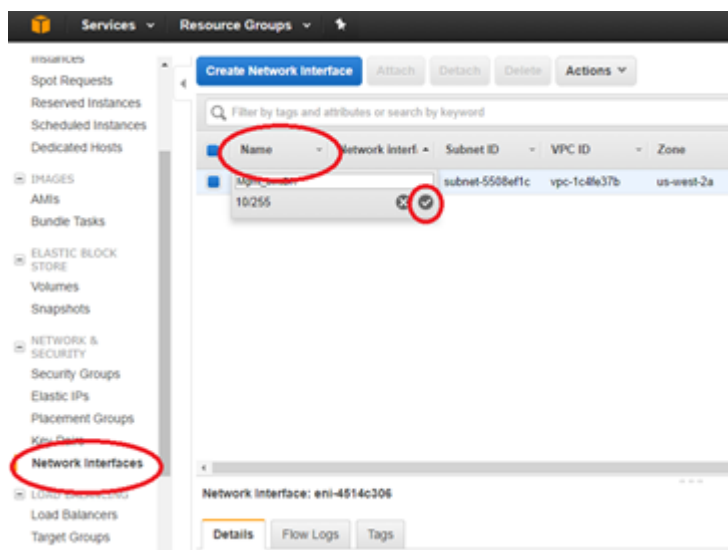 Services
Resource Groups
Instances
Spot Requests
Reserved Instances
Scheduled Instances
Dedicated Hosts
IMAGES
AMIs
Bundle Tasks
ELASTIC BLOCK
STORE
Volumes
Snapshots
NETWORK &
SECURITY
Security Groups
Elastic IPs
Placement Groups
Key Pairs
Network Interfaces
LOAD BALANCING
Load Balancers
Target Groups
Create Network Interface Attach Detach Delete Actions
Filter by tags and attributes or search by keyword
Name Network interf Subnet ID VPC ID Zone
subnet-5508ef1c vpc-1c4fe37b us-west-2a
10/255
Network Interface: eni-4514c306
Details Flow Logs Tags